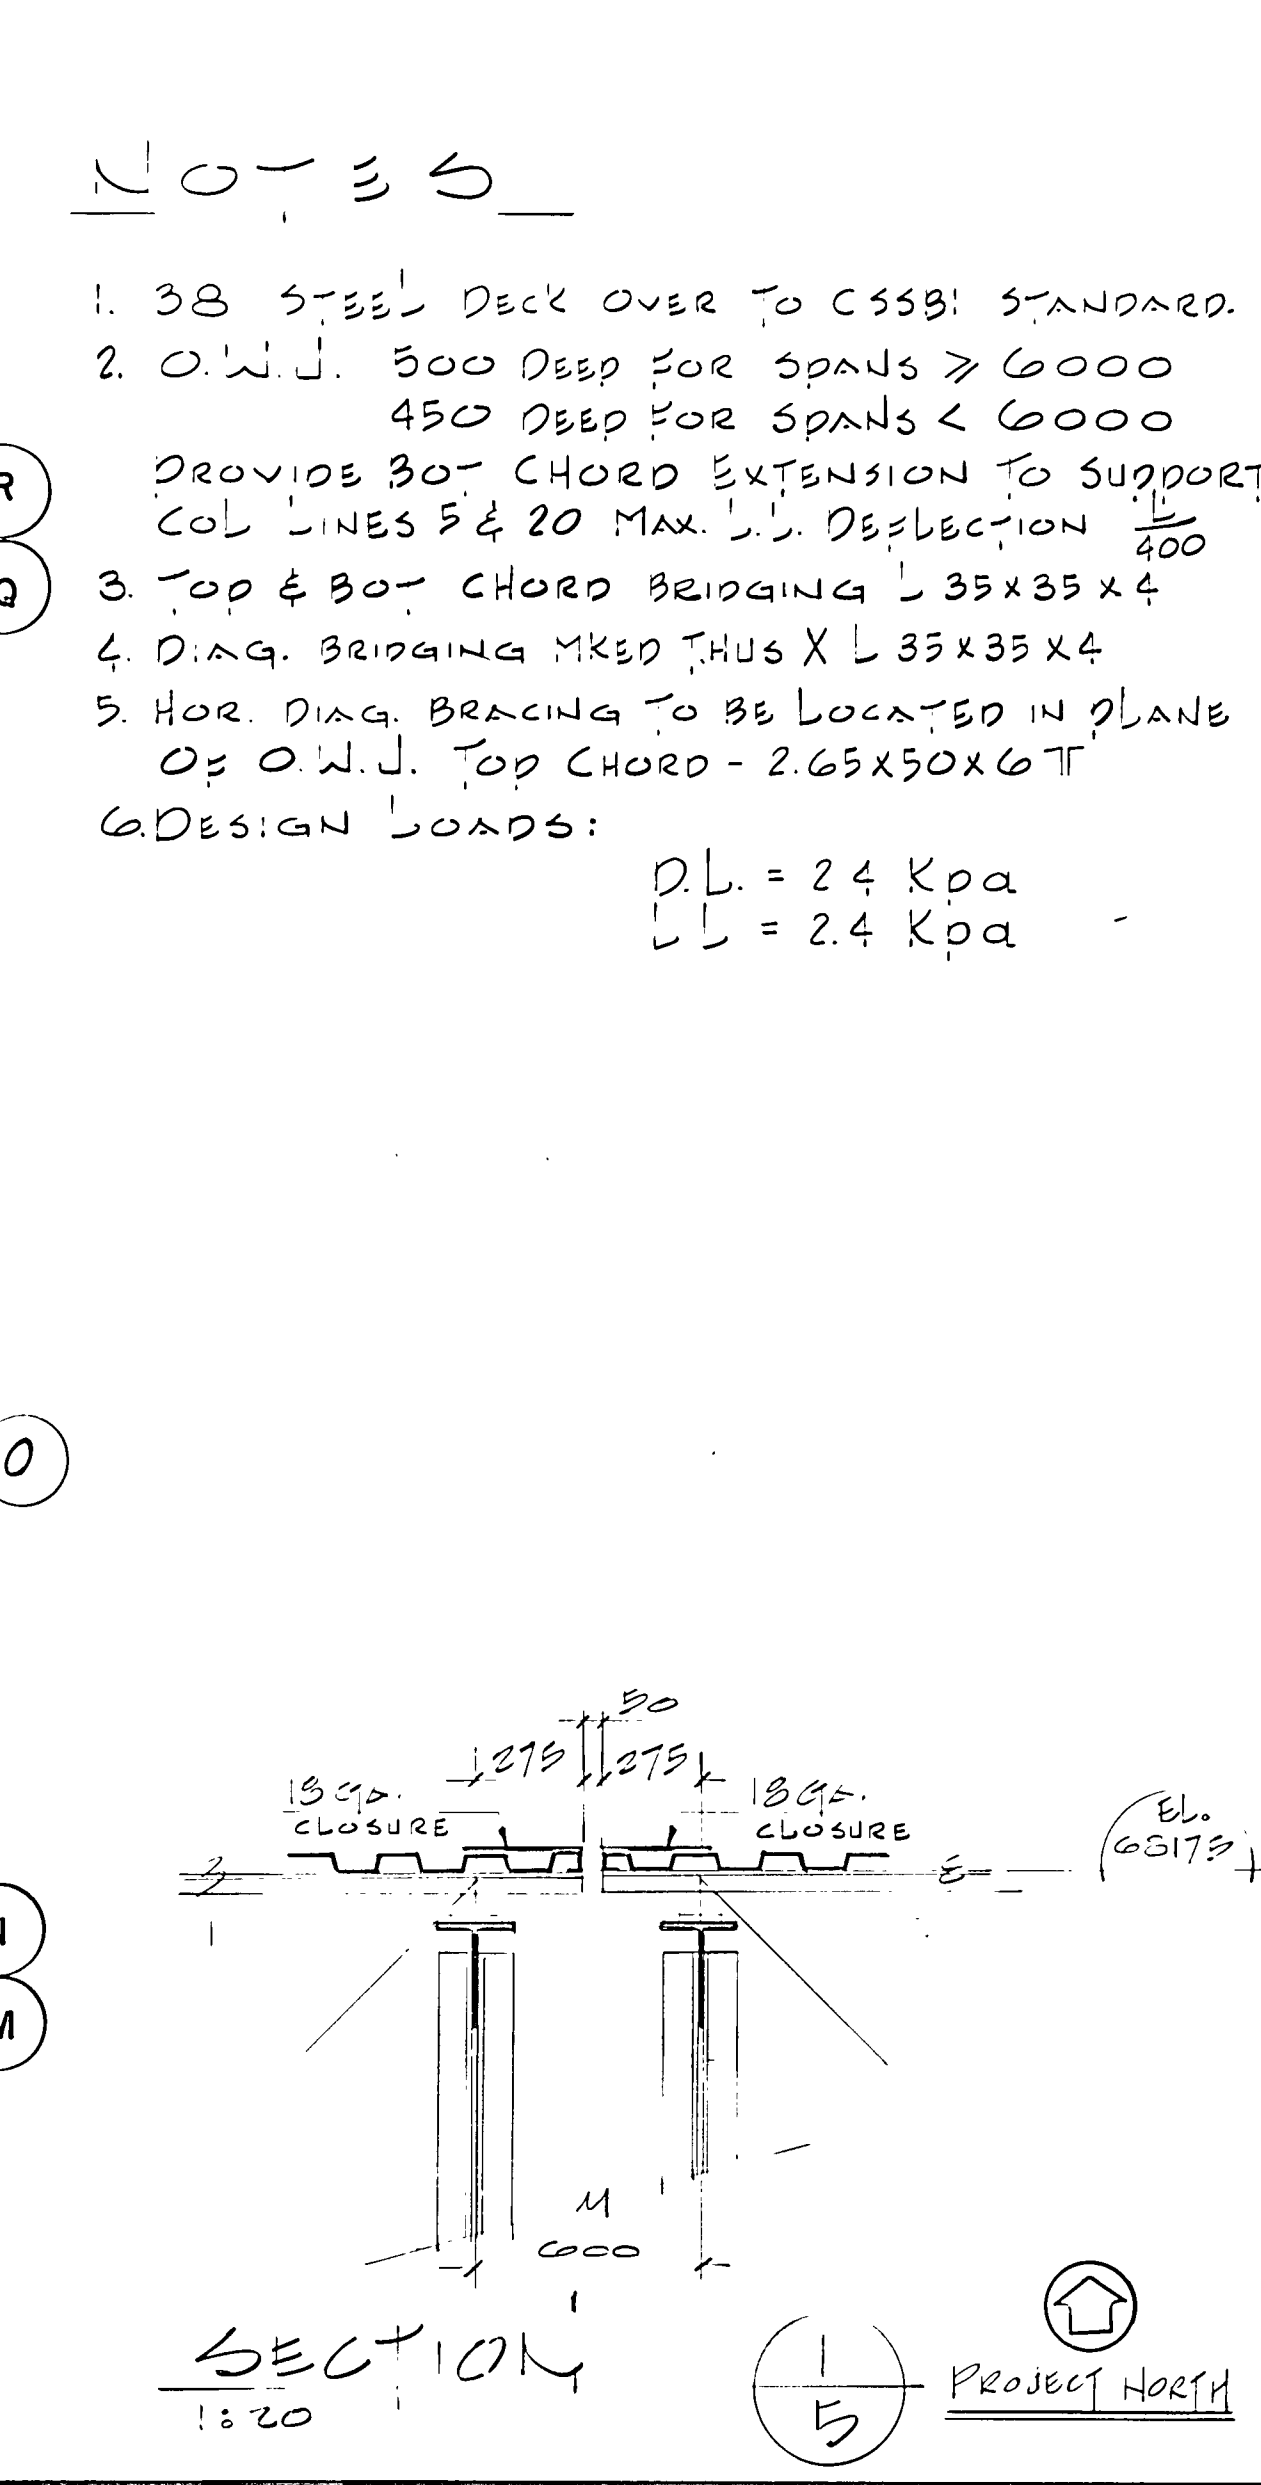 NOTES
1. 38 STEEL DECK OVER TO CSSBI STANDARD.
2. O.W.J. 500 DEEP FOR SPANS ≥ 6000
450 DEEP FOR SPANS < 6000
R
PROVIDE BOT CHORD EXTENSION TO SUPPORT
COL LINES 5 & 20 MAX. L.L. DEFLECTION L/400
Q
3. TOP & BOT CHORD BRIDGING L 35x35x4
4. DIAG. BRIDGING MKED THUS X L 35x35x4
5. HOR. DIAG. BRACING TO BE LOCATED IN PLANE
OF O.W.J. TOP CHORD - 2.65x50x6 ╥
6. DESIGN LOADS:
D.L. = 2 4 Kpa
LL = 2.4 Kpa
O
50
275 275
18 GA. 18 GA.
CLOSURE CLOSURE
EL.
M
600
SECTION
1:20
1
5
PROJECT NORTH